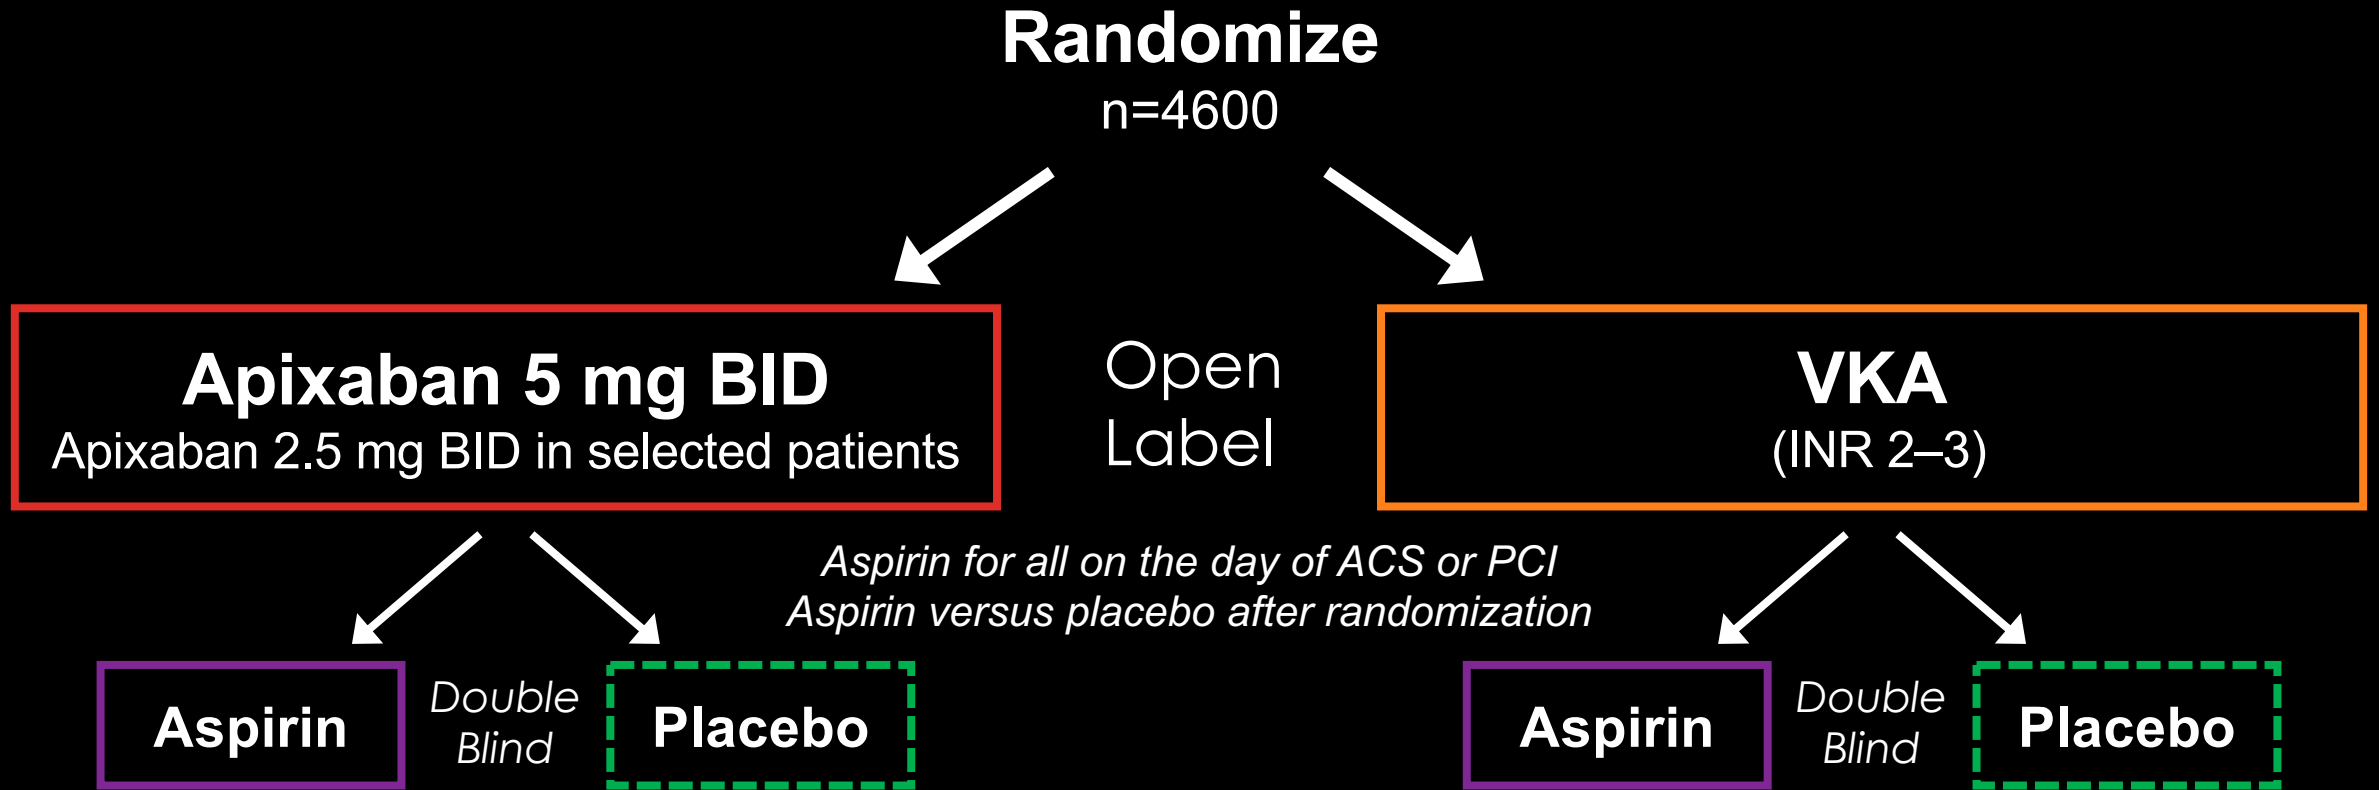 Randomize
n=4600
Apixaban 5 mg BID
Apixaban 2.5 mg BID in selected patients
Open
Label
VKA
(INR 2–3)
Aspirin for all on the day of ACS or PCI
Aspirin versus placebo after randomization
Aspirin
Double
Blind
Placebo
Aspirin
Double
Blind
Placebo